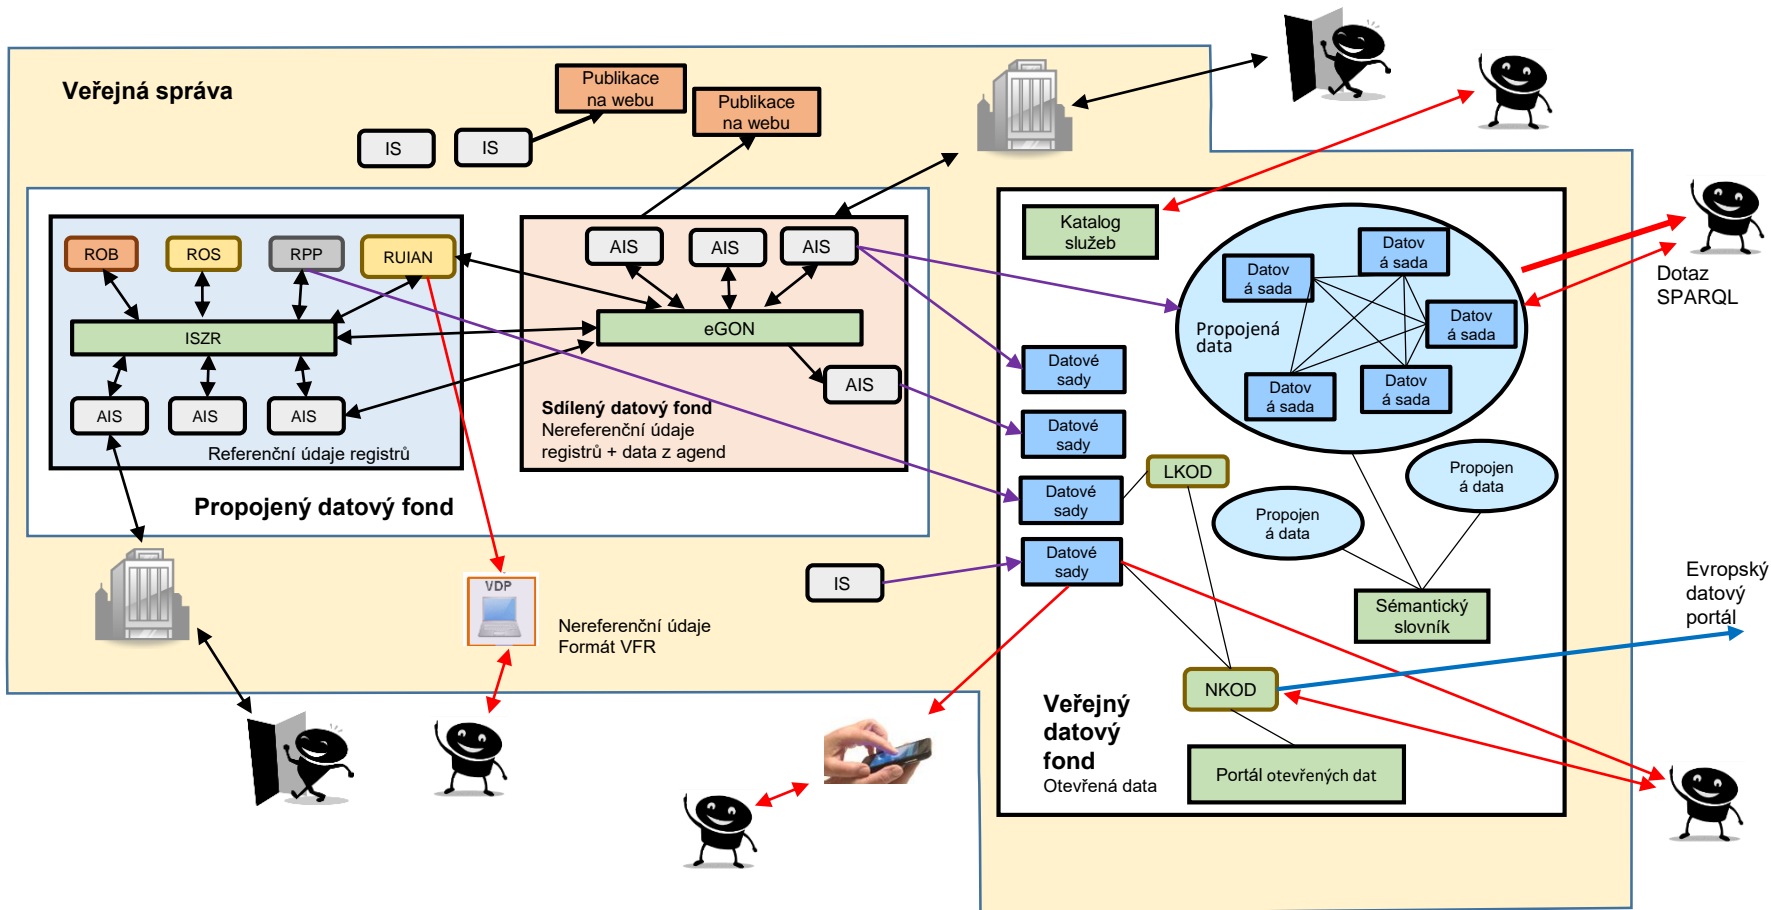 Veřejná správa
Publikace
na webu
Publikace
na webu
IS
IS
ROB
ROS
RPP
RUIAN
ISZR
AIS
AIS
AIS
Referenční údaje registrů
AIS
AIS
AIS
eGON
AIS
Sdílený datový fond
Nereferenční údaje
registrů + data z agend
Propojený datový fond
VDP
Nereferenční údaje
Formát VFR
IS
Katalog
služeb
Datov
á sada
Datov
á sada
Datov
á sada
Datov
á sada
Datov
á sada
Propojená
data
Dotaz
SPARQL
Datové
sady
Datové
sady
Datové
sady
Datové
sady
LKOD
Propojen
á data
Propojen
á data
Sémantický
slovník
Evropský
datový
portál
NKOD
Veřejný
datový
fond
Otevřená data
Portál otevřených dat